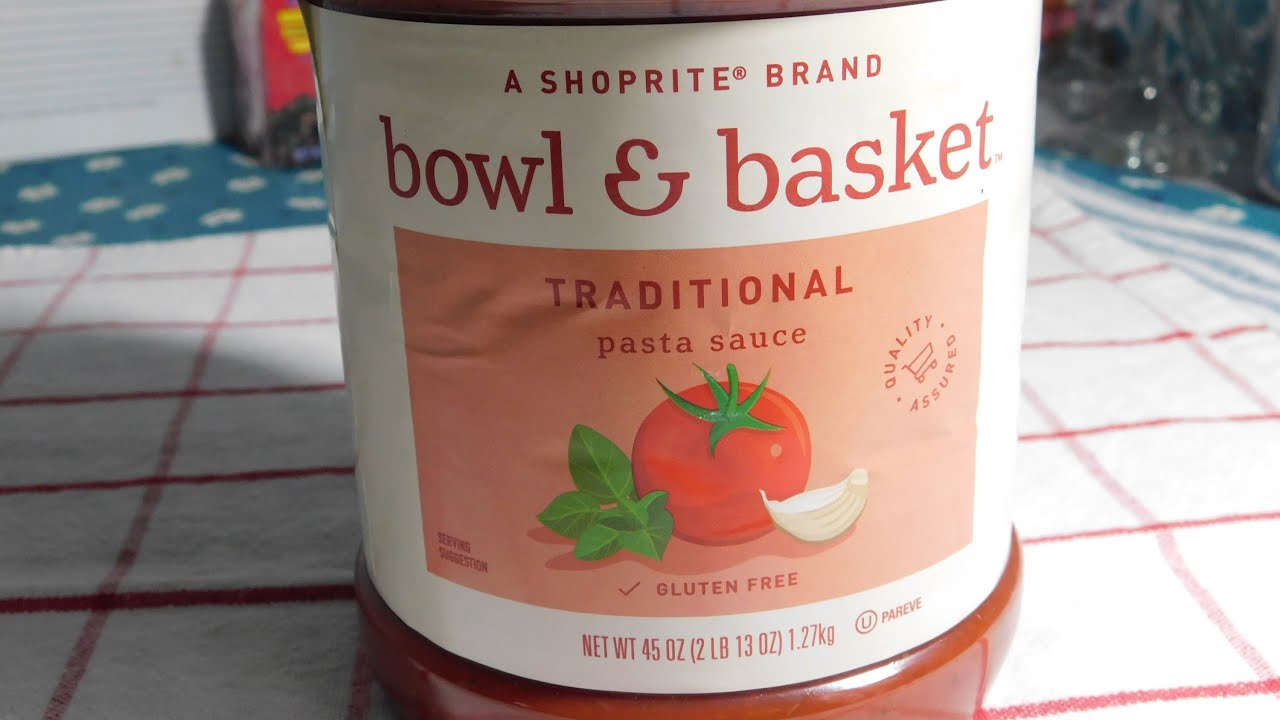 A SHOPRITE® BRAND
bowl & basket™
TRADITIONAL
pasta sauce
• QUALITY •
ASSURED
SERVING
SUGGESTION
✓ GLUTEN FREE
NET WT 45 OZ (2 LB 13 OZ) 1.27kg
U PAREVE